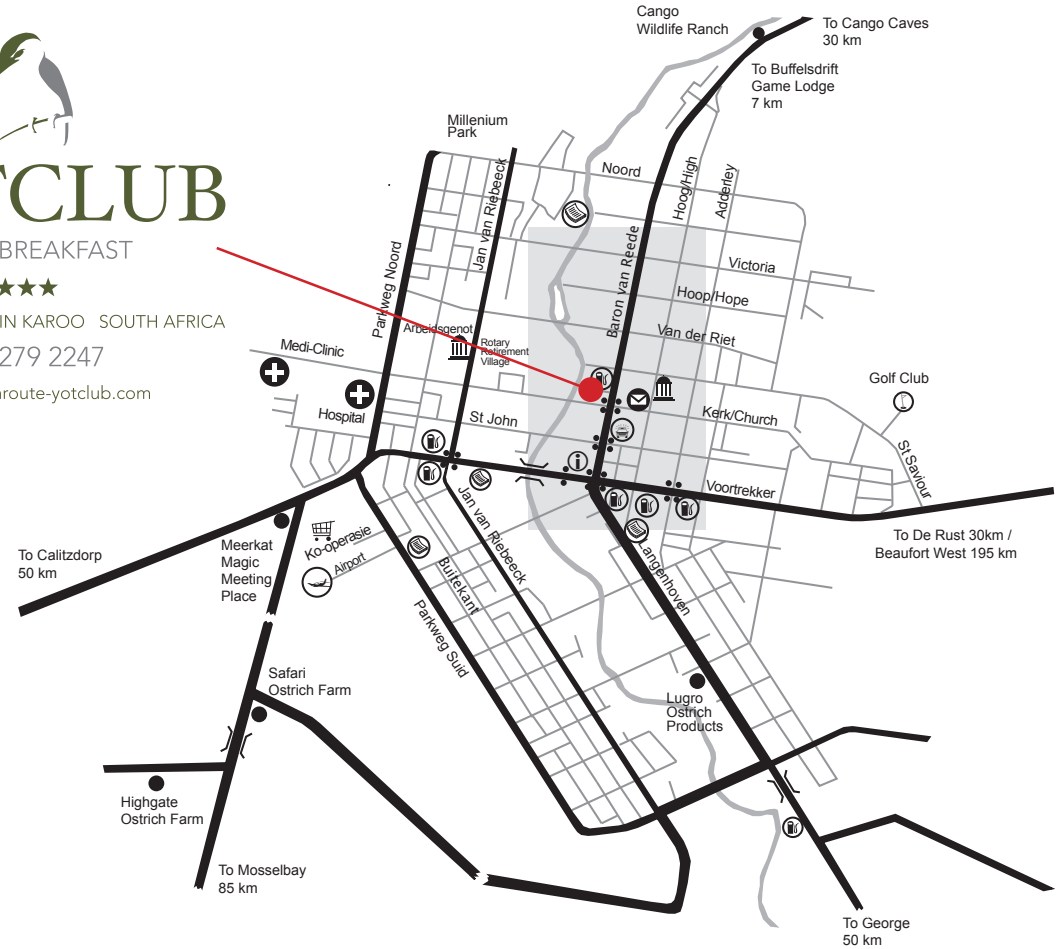 Cango
Wildlife Ranch
To Cango Caves
30 km
To Buffelsdrift
Game Lodge
7 km
Millenium
Park
Noord
Jan van Riebeeck
Hoog/High
Adderley
TCLUB
BREAKFAST
Parkweg Noord
Baron van Reede
Victoria
Hoop/Hope
IN KAROO SOUTH AFRICA
Arbeidsgenot
Van der Riet
Rotary
Retirement
Village
279 2247
Medi-Clinic
Golf Club
route-yotclub.com
Hospital
St John
Kerk/Church
St Saviour
Voortrekker
Jan van Riebeeck
To De Rust 30km /
Beaufort West 195 km
To Calitzdorp
50 km
Meerkat
Magic
Meeting
Place
Ko-operasie
Airport
Buitekant
Langenhoven
Parkweg Suid
Safari
Ostrich Farm
Lugro
Ostrich
Products
Highgate
Ostrich Farm
To Mosselbay
85 km
To George
50 km